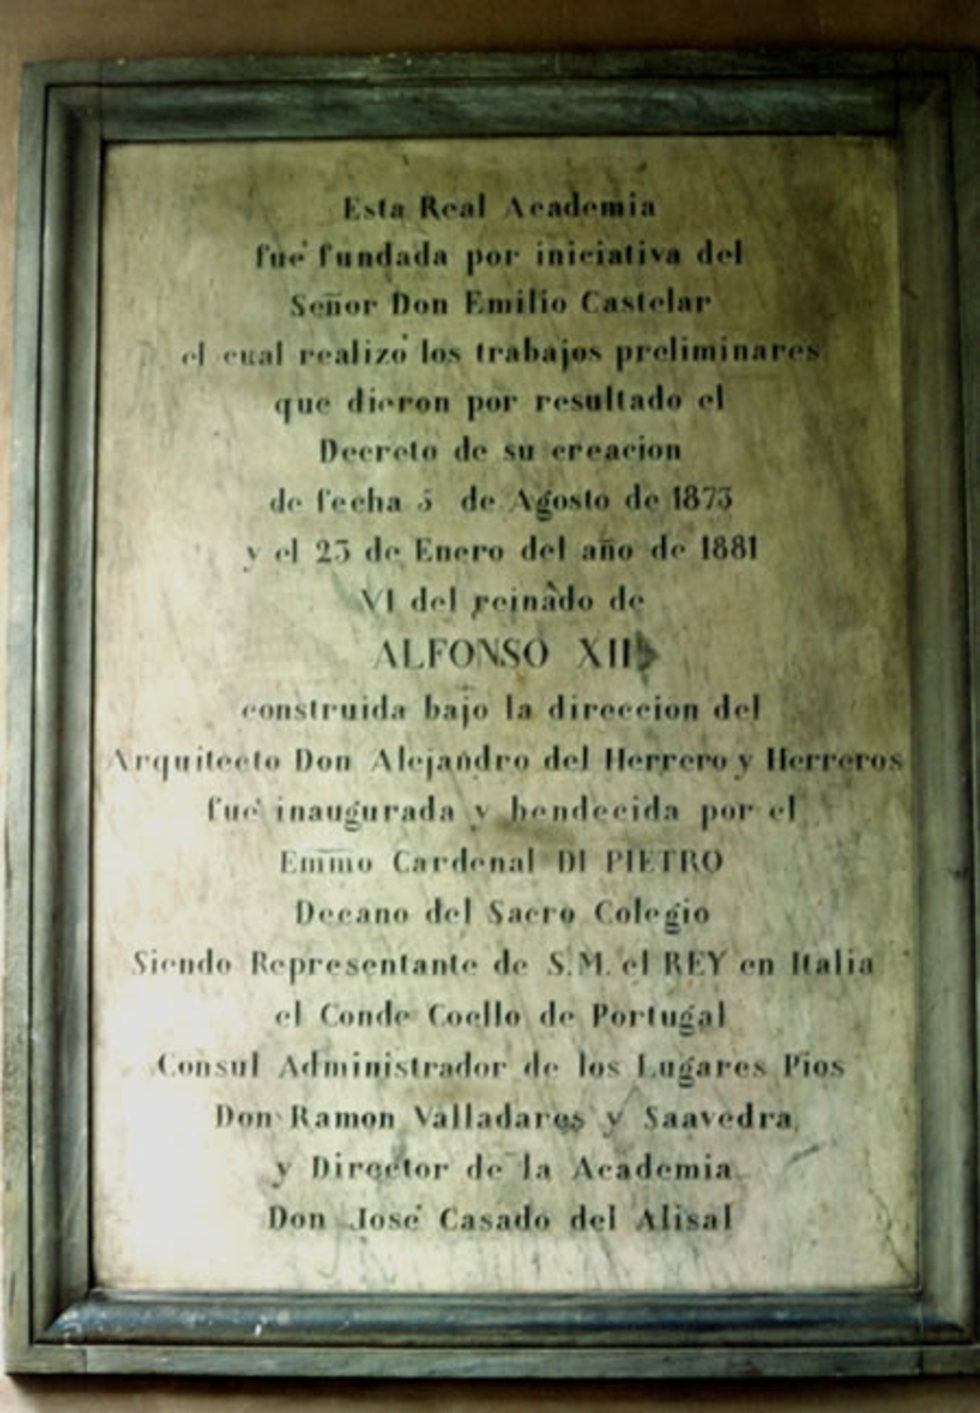 Esta Real Academia
fué fundada por iniciativa del
Señor Don Emilio Castelar
el cual realizó los trabajos preliminares
que dieron por resultado el
Decreto de su creacion
de fecha 5 de Agosto de 1873
y el 23 de Enero del año de 1881
VI del reinado de
ALFONSO XII
construida bajo la direccion del
Arquitecto Don Alejandro del Herrero y Herreros
fué inaugurada y bendecida por el
Em̅m̅o Cardenal DI PIETRO
Decano del Sacro Colegio
Siendo Representante de S.M. el REY en Italia
el Conde Coello de Portugal
Consul Administrador de los Lugares Pios
Don Ramon Valladares y Saavedra
y Director de la Academia
Don José Casado del Alisal